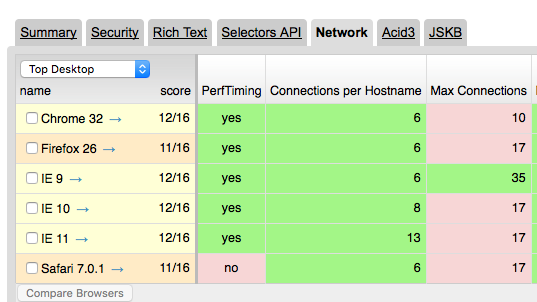 Summary Security Rich Text Selectors API Network Acid3 JSKB
Top Desktop
name score PerfTiming Connections per Hostname Max Connections
Chrome 32 → 12/16 yes 6 10
Firefox 26 → 11/16 yes 6 17
IE 9 → 12/16 yes 6 35
IE 10 → 12/16 yes 8 17
IE 11 → 12/16 yes 13 17
Safari 7.0.1 → 11/16 no 6 17
Compare Browsers